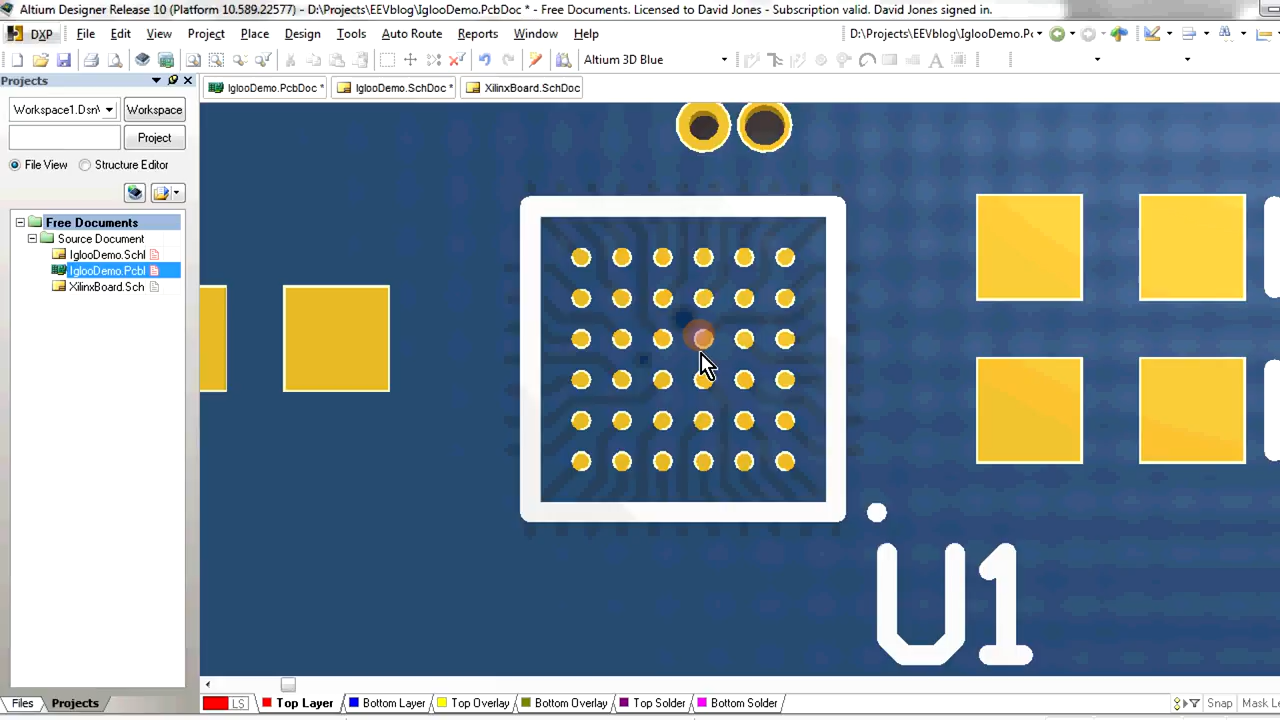 Altium Designer Release 10 (Platform 10.589.22577) - D:\Projects\EEVblog\IglooDemo.PcbDoc * - Free Documents. Licensed to David Jones - Subscription valid. David Jones signed in.
DXP File Edit View Project Place Design Tools Auto Route Reports Window Help D:\Projects\EEVblog\IglooDemo.Pc
Altium 3D Blue
Projects
IglooDemo.PcbDoc * IglooDemo.SchDoc * XilinxBoard.SchDoc
Workspace1.Dsn\ Workspace
Project
File View Structure Editor
Free Documents
Source Document
IglooDemo.Schl
IglooDemo.Pcbl
XilinxBoard.Sch
U1
Files Projects LS Top Layer Bottom Layer Top Overlay Bottom Overlay Top Solder Bottom Solder Snap Mask L